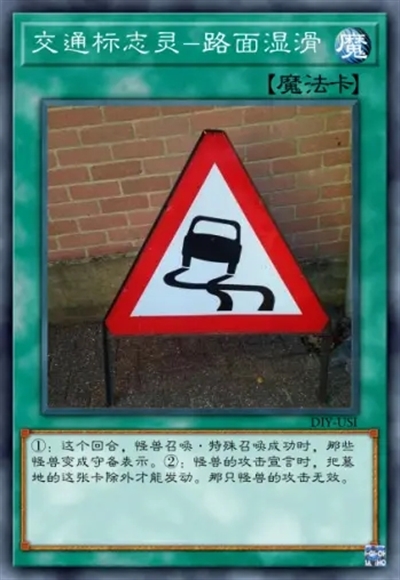 交通标志灵-路面湿滑 魔
【魔法卡】
DIY-USI
①：这个回合，怪兽召唤·特殊召唤成功时，那些
怪兽变成守备表示。②：怪兽的攻击宣言时，把墓
地的这张卡除外才能发动。那只怪兽的攻击无效。